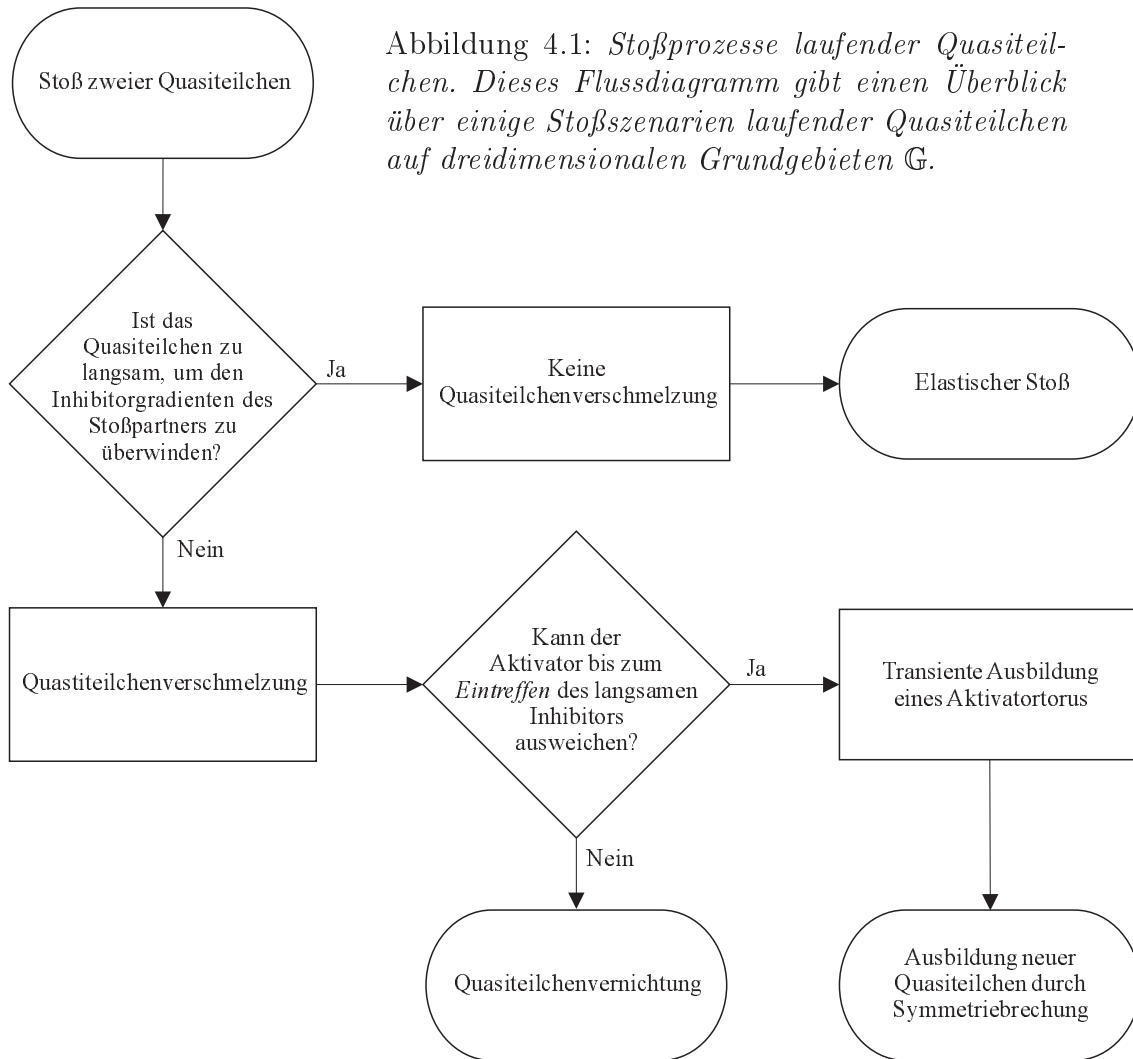 Stoß zweier Quasiteilchen
Abbildung 4.1: Stoßprozesse laufender Quasiteil-
chen. Dieses Flussdiagramm gibt einen Überblick
über einige Stoßszenarien laufender Quasiteilchen
auf dreidimensionalen Grundgebieten 𝔾.
Ist das
Quasiteilchen zu
langsam, um den
Inhibitorgradienten des
Stoßpartners zu
überwinden?
Ja
Keine
Quasiteilchenverschmelzung
Elastischer Stoß
Nein
Quastiteilchenverschmelzung
Kann der
Aktivator bis zum
Eintreffen des langsamen
Inhibitors
ausweichen?
Ja
Transiente Ausbildung
eines Aktivatortorus
Nein
Quasiteilchenvernichtung
Ausbildung neuer
Quasiteilchen durch
Symmetriebrechung